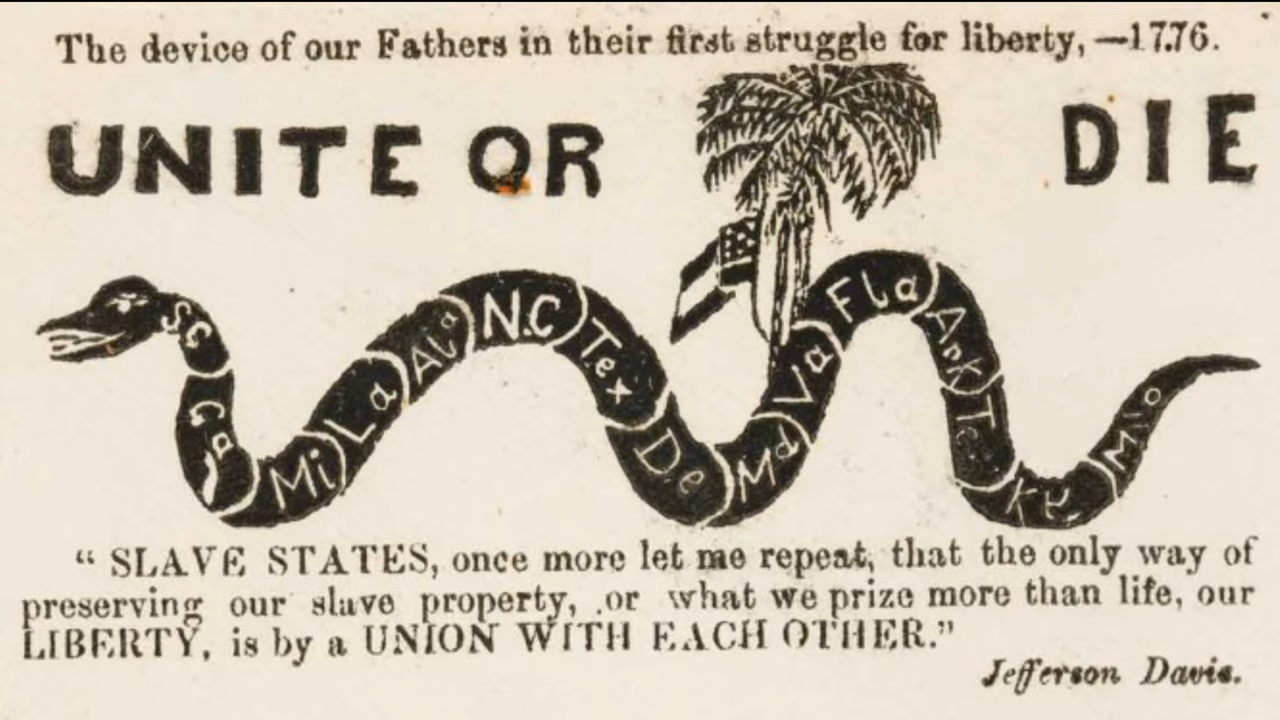 The device of our Fathers in their first struggle for liberty, —1776.
UNITE OR DIE
SC
Ga
Mi
La
Ala
N.C
Tex
De
Md
Va
Fla
Ark
Te
Ky
Mio
“ SLAVE STATES, once more let me repeat, that the only way of
preserving our slave property, or what we prize more than life, our
LIBERTY, is by a UNION WITH EACH OTHER.”
Jefferson Davis.